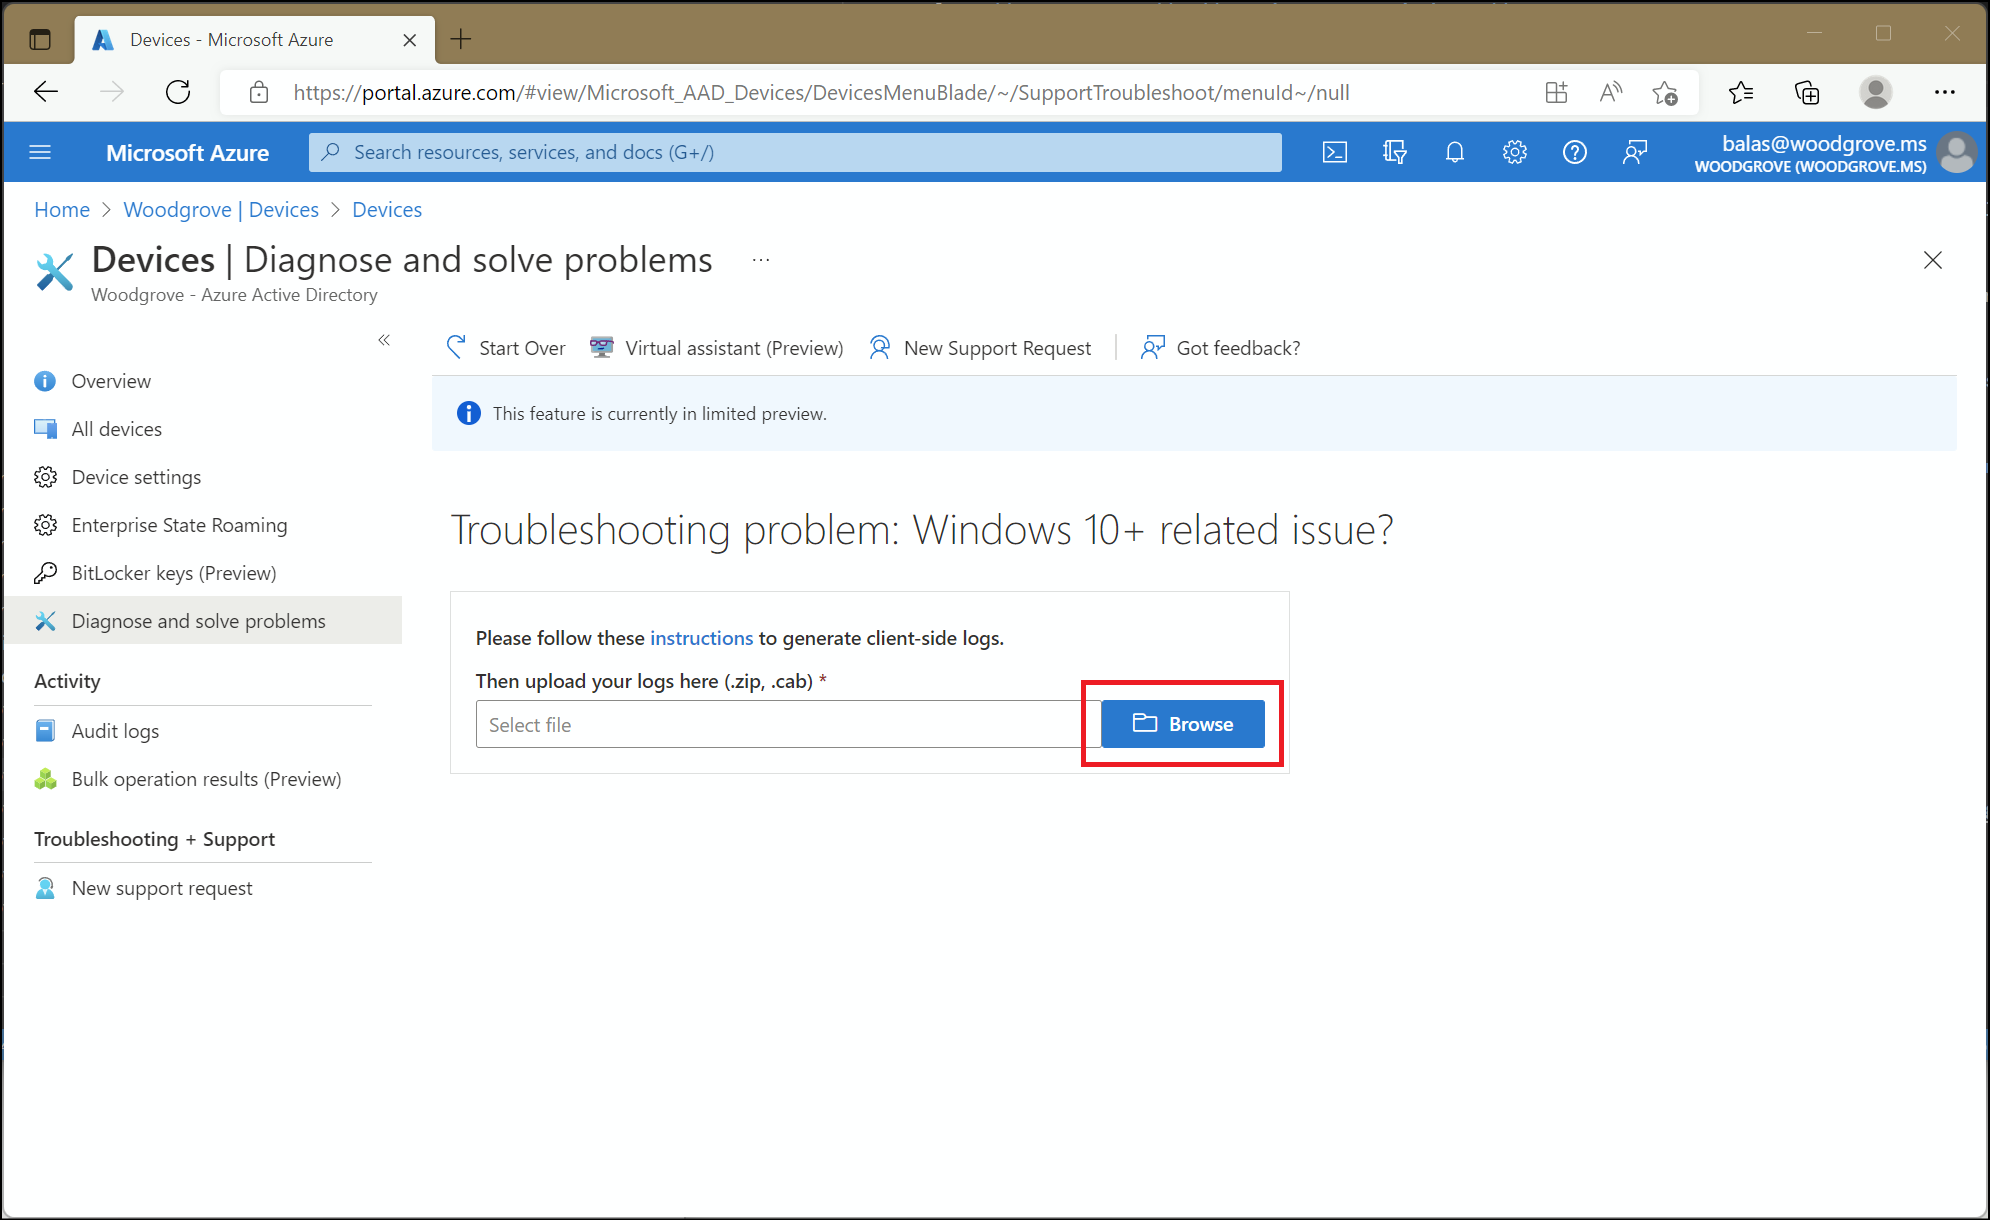 Devices - Microsoft Azure
https://portal.azure.com/#view/Microsoft_AAD_Devices/DevicesMenuBlade/~/SupportTroubleshoot/menuId~/null
Microsoft Azure
Search resources, services, and docs (G+/)
balas@woodgrove.ms
WOODGROVE (WOODGROVE.MS)
Home > Woodgrove | Devices > Devices
Devices | Diagnose and solve problems ...
Woodgrove - Azure Active Directory
Overview
All devices
Device settings
Enterprise State Roaming
BitLocker keys (Preview)
Diagnose and solve problems
Activity
Audit logs
Bulk operation results (Preview)
Troubleshooting + Support
New support request
Start Over
Virtual assistant (Preview)
New Support Request
Got feedback?
This feature is currently in limited preview.
Troubleshooting problem: Windows 10+ related issue?
Please follow these instructions to generate client-side logs.
Then upload your logs here (.zip, .cab) *
Select file
Browse